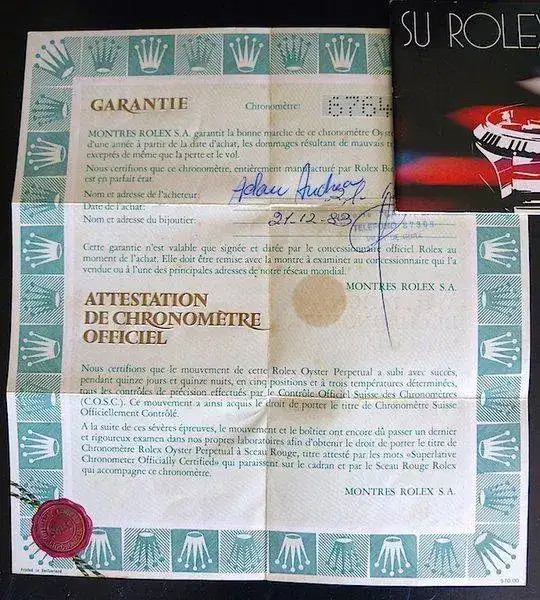 SU ROLEX
GARANTIE
Chronomètre: 6764
MONTRES ROLEX S.A. garantit la bonne marche de ce chronomètre Oyst
d'une année à partir de la date d'achat, les dommages résultant de mauvais t
exceptés de même que la perte et le vol.
Nous certifions que ce chronomètre, entièrement manufacturé par Rolex Bi
est en parfait état.
Nom et adresse de l'acheteur:
Date de l'achat: 21-12-83
Nom et adresse du bijoutier:
Cette garantie n'est valable que signée et datée par le concessionnaire officiel Rolex au
moment de l'achat. Elle doit être remise avec la montre à examiner au concessionnaire qui l'a
vendue ou à l'une des principales adresses de notre réseau mondial.
MONTRES ROLEX S.A.
ATTESTATION
DE CHRONOMÈTRE
OFFICIEL
Nous certifions que le mouvement de cette Rolex Oyster Perpetual a subi avec succès,
pendant quinze jours et quinze nuits, en cinq positions et à trois températures déterminées,
tous les contrôles de précision effectués par le Contrôle Officiel Suisse des Chronomètres
(C.O.S.C). Ce mouvement a ainsi acquis le droit de porter le titre de Chronomètre Suisse
Officiellement Contrôlé.
A la suite de ces sévères épreuves, le mouvement et le boîtier ont encore dû passer un dernier
et rigoureux examen dans nos propres laboratoires afin d'obtenir le droit de porter le titre de
Chronomètre Rolex Oyster Perpetual à Sceau Rouge, titre attesté par les mots «Superlative
Chronometer Officially Certified» qui paraissent sur le cadran et par le Sceau Rouge Rolex
qui accompagne ce chronomètre.
MONTRES ROLEX S.A.
Printed in Switzerland
570.00